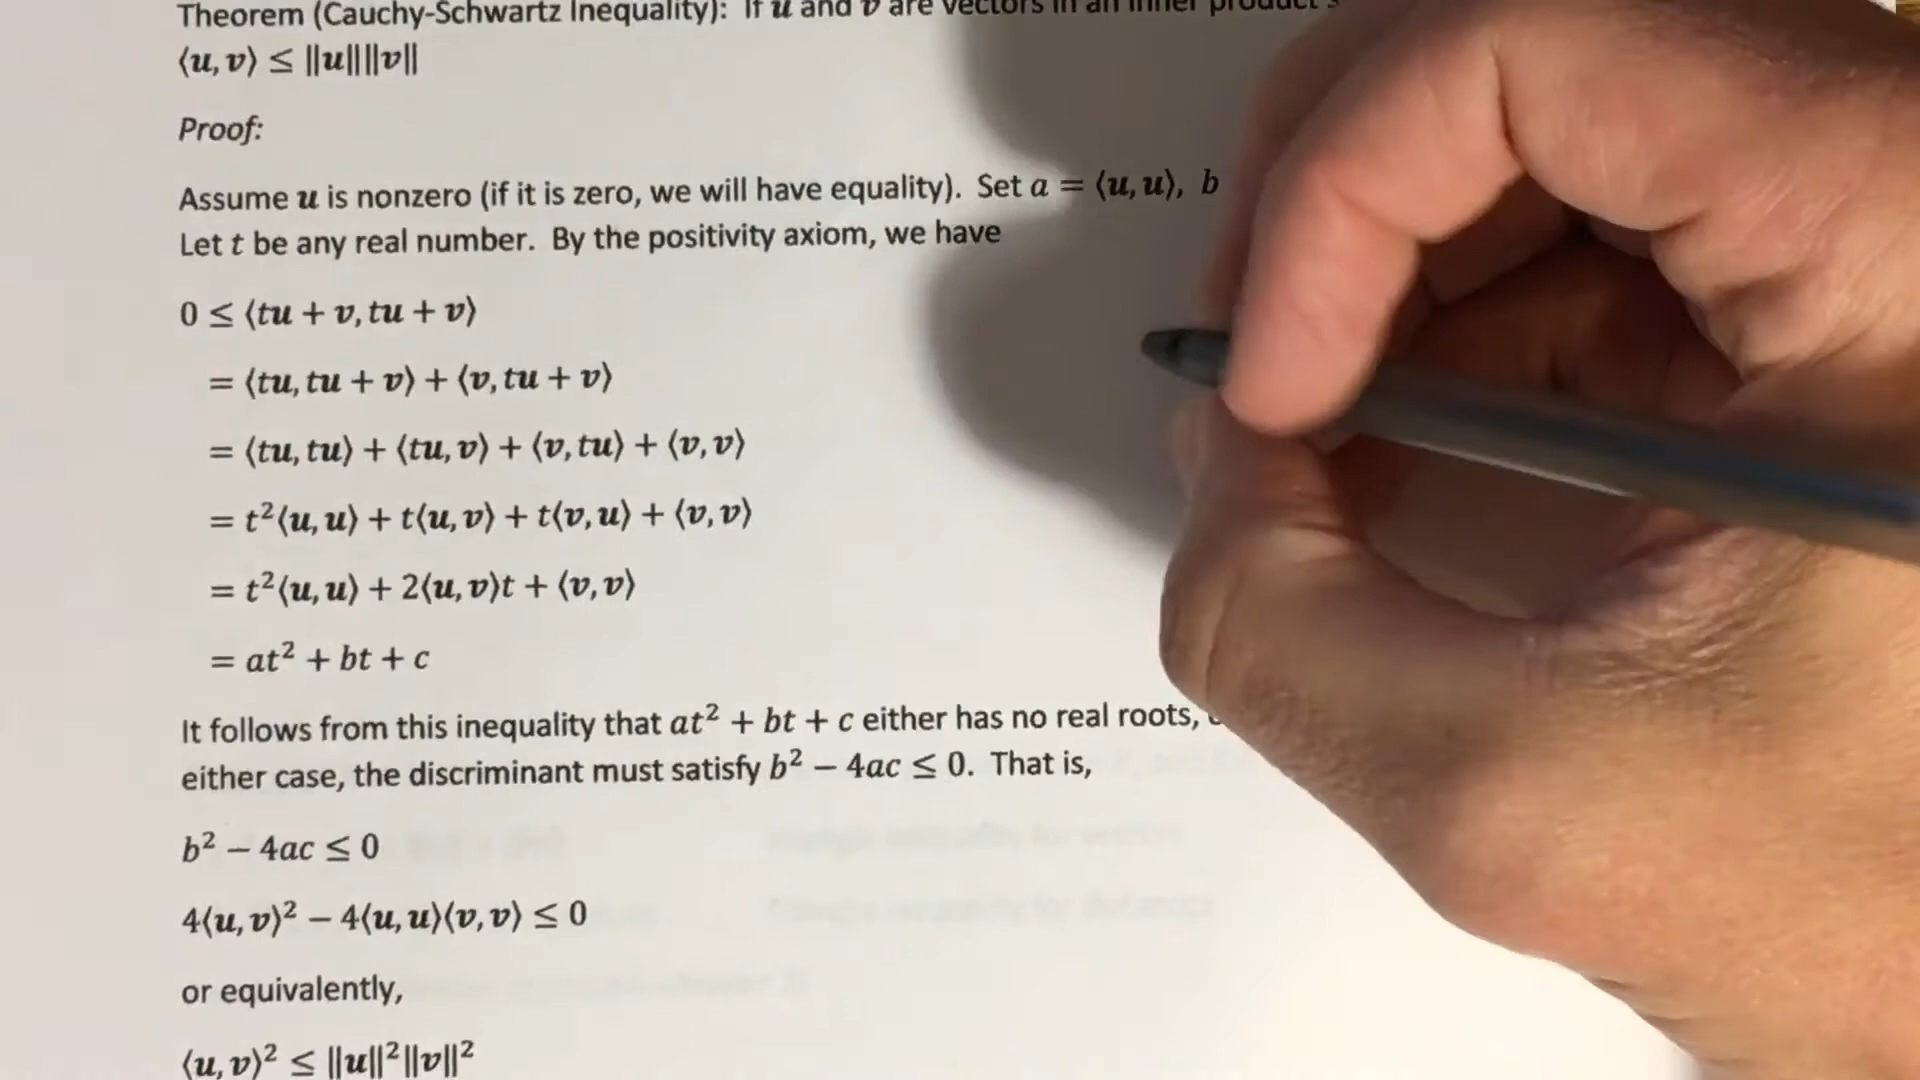 Theorem (Cauchy-Schwartz Inequality): If u and v are vectors in an inner product
⟨u, v⟩ ≤ ‖u‖‖v‖
Proof:
Assume u is nonzero (if it is zero, we will have equality). Set a = ⟨u, u⟩, b
Let t be any real number. By the positivity axiom, we have
0 ≤ ⟨tu + v, tu + v⟩
= ⟨tu, tu + v⟩ + ⟨v, tu + v⟩
= ⟨tu, tu⟩ + ⟨tu, v⟩ + ⟨v, tu⟩ + ⟨v, v⟩
= t²⟨u, u⟩ + t⟨u, v⟩ + t⟨v, u⟩ + ⟨v, v⟩
= t²⟨u, u⟩ + 2⟨u, v⟩t + ⟨v, v⟩
= at² + bt + c
It follows from this inequality that at² + bt + c either has no real roots,
either case, the discriminant must satisfy b² − 4ac ≤ 0. That is,
b² − 4ac ≤ 0
4⟨u, v⟩² − 4⟨u, u⟩⟨v, v⟩ ≤ 0
or equivalently,
⟨u, v⟩² ≤ ‖u‖²‖v‖²